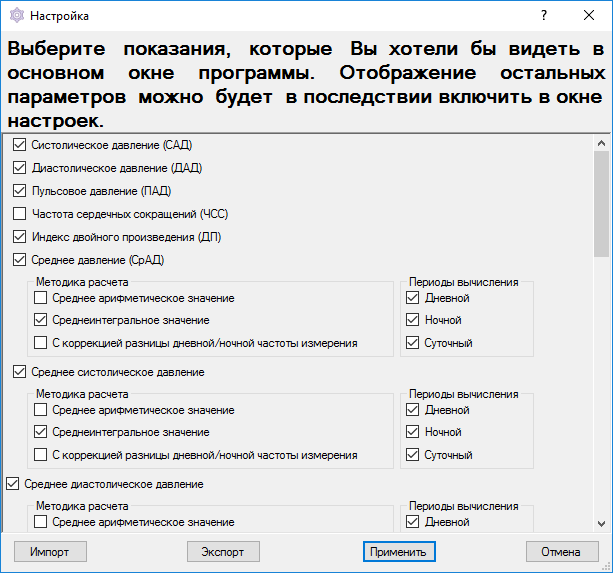 Настройка
?
Выберите показания, которые Вы хотели бы видеть в
основном окне программы. Отображение остальных
параметров можно будет в последствии включить в окне
настроек.
Систолическое давление (САД)
Диастолическое давление (ДАД)
Пульсовое давление (ПАД)
Частота сердечных сокращений (ЧСС)
Индекс двойного произведения (ДП)
Среднее давление (СрАД)
Методика расчета
Среднее арифметическое значение
Среднеинтегральное значение
С коррекцией разницы дневной/ночной частоты измерения
Периоды вычисления
Дневной
Ночной
Суточный
Среднее систолическое давление
Методика расчета
Среднее арифметическое значение
Среднеинтегральное значение
С коррекцией разницы дневной/ночной частоты измерения
Периоды вычисления
Дневной
Ночной
Суточный
Среднее диастолическое давление
Методика расчета
Среднее арифметическое значение
Периоды вычисления
Дневной
Импорт
Экспорт
Применить
Отмена